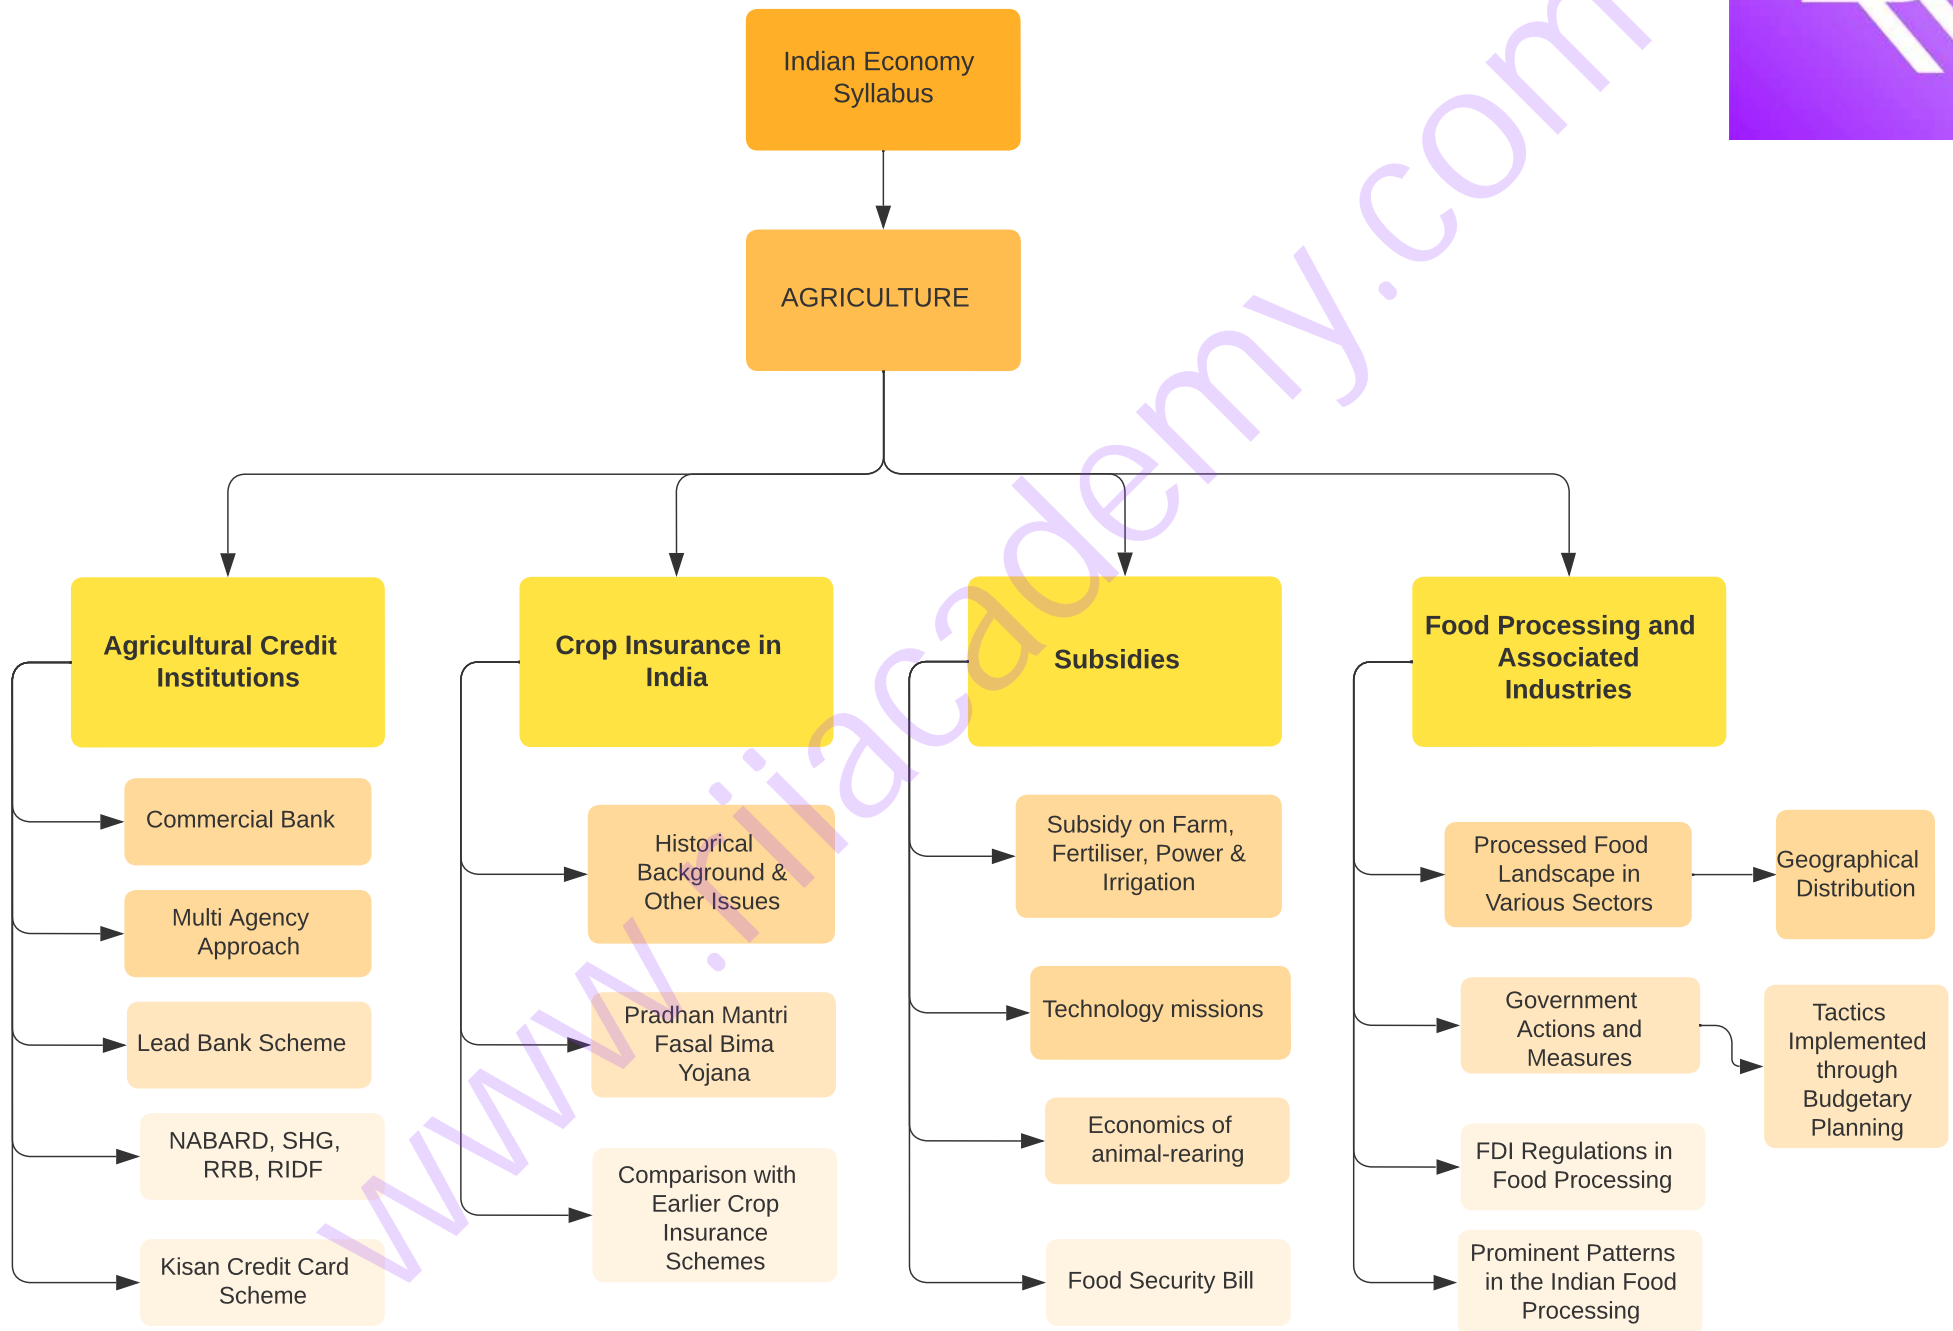 Indian Economy
Syllabus
AGRICULTURE
Agricultural Credit
Institutions
Commercial Bank
Multi Agency
Approach
Lead Bank Scheme
NABARD, SHG,
RRB, RIDF
Kisan Credit Card
Scheme
Crop Insurance in
India
Historical
Background &
Other Issues
Pradhan Mantri
Fasal Bima
Yojana
Comparison with
Earlier Crop
Insurance
Schemes
Subsidies
Subsidy on Farm,
Fertiliser, Power &
Irrigation
Technology missions
Economics of
animal-rearing
Food Security Bill
Food Processing and
Associated
Industries
Processed Food
Landscape in
Various Sectors
Geographical
Distribution
Government
Actions and
Measures
Tactics
Implemented
through
Budgetary
Planning
FDI Regulations in
Food Processing
Prominent Patterns
in the Indian Food
Processing